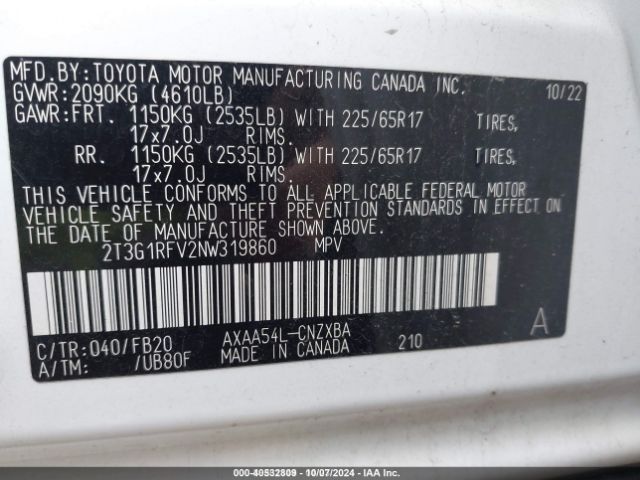 MFD.BY:TOYOTA MOTOR MANUFACTURING CANADA INC.
GVWR:2090KG (4610LB) 10/22
GAWR:FRT. 1150KG (2535LB) WITH 225/65R17 TIRES,
17x7.0J RIMS.
RR. 1150KG (2535LB) WITH 225/65R17 TIRES,
17x7.0J RIMS.
THIS VEHICLE CONFORMS TO ALL APPLICABLE FEDERAL MOTOR
VEHICLE SAFETY AND THEFT PREVENTION STANDARDS IN EFFECT ON
THE DATE OF MANUFACTURE SHOWN ABOVE.
2T3G1RFV2NW319860 MPV
A
C/TR:040/FB20 AXAA54L-CNZXBA 210
A/TM: /UB80F MADE IN CANADA
000-40532809 - 10/07/2024 - IAA Inc.